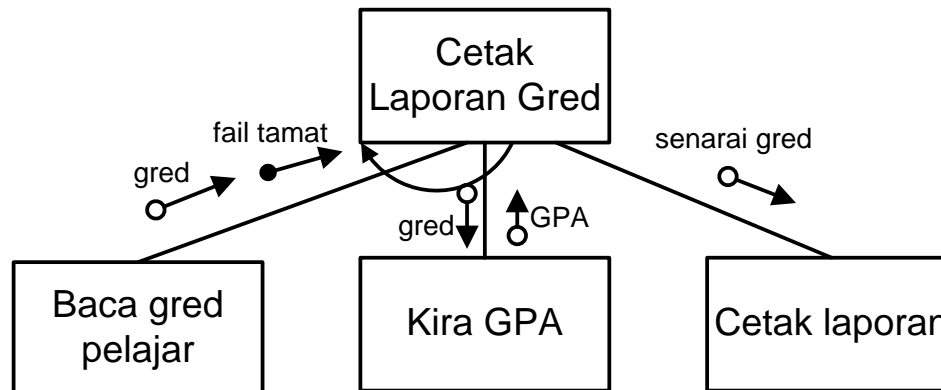 Cetak
Laporan Gred
fail tamat
gred
senarai gred
gred
GPA
Baca gred
pelajar
Kira GPA
Cetak laporan